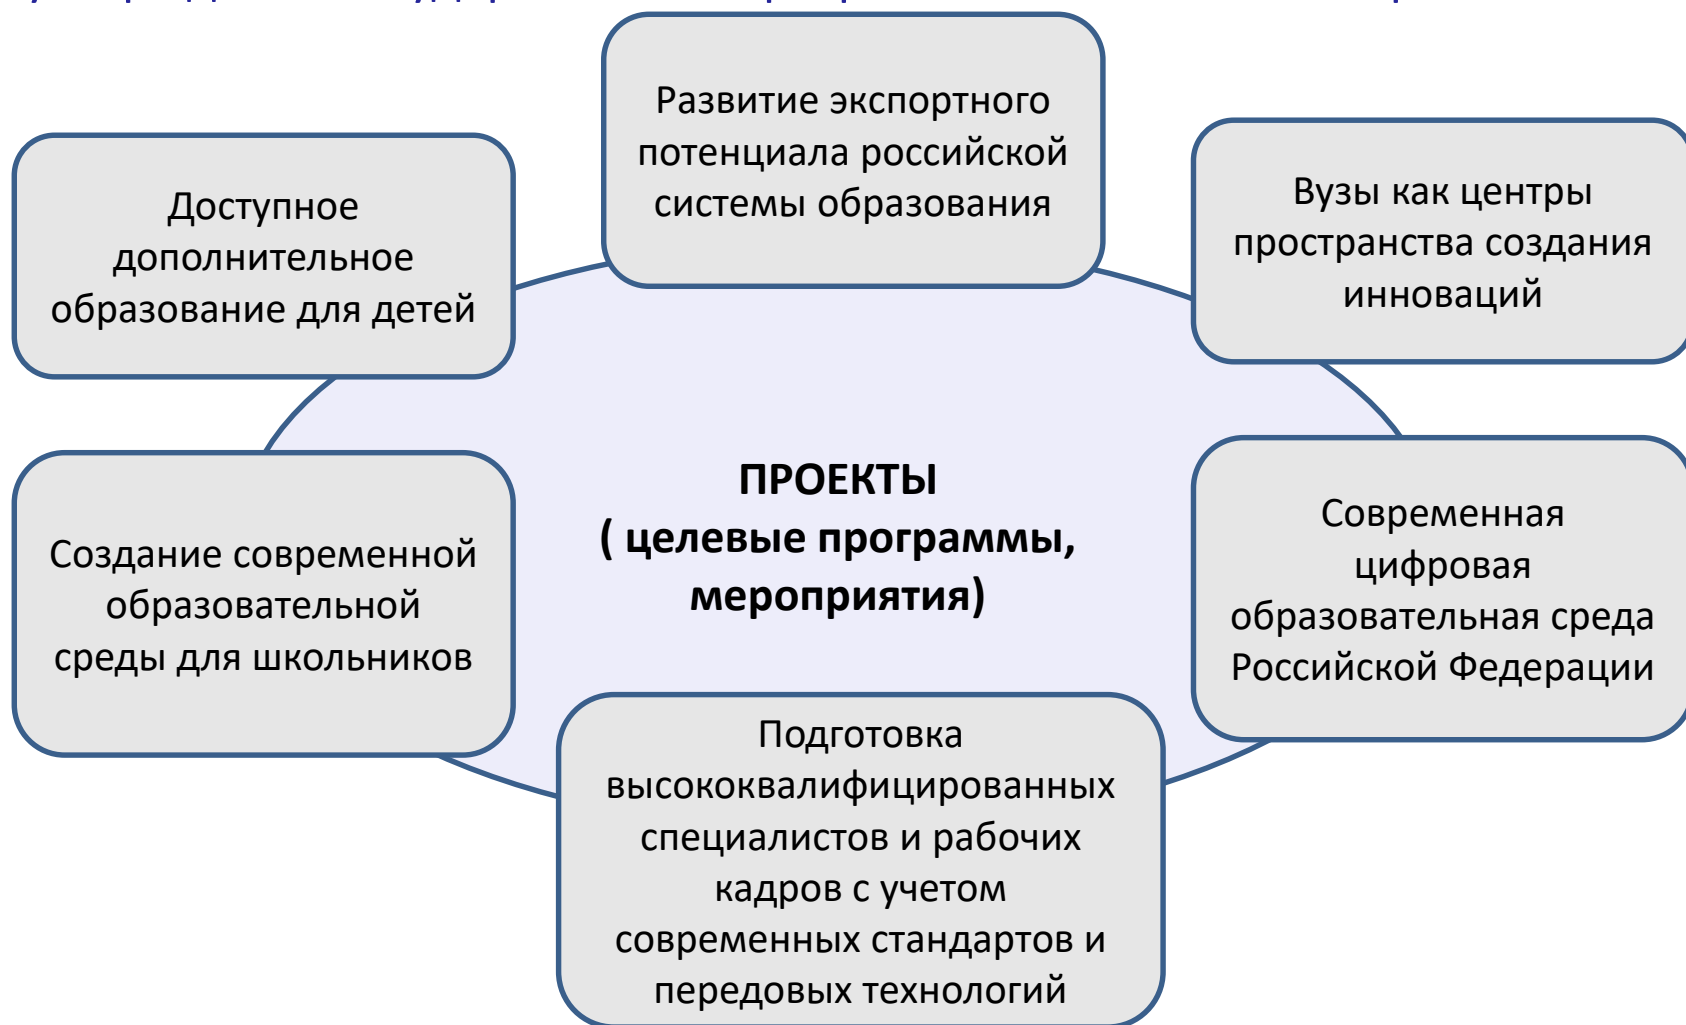 Развитие экспортного
потенциала российской
системы образования
Доступное
дополнительное
образование для детей
Вузы как центры
пространства создания
инноваций
ПРОЕКТЫ
( целевые программы,
мероприятия)
Создание современной
образовательной
среды для школьников
Современная
цифровая
образовательная среда
Российской Федерации
Подготовка
высококвалифицированных
специалистов и рабочих
кадров с учетом
современных стандартов и
передовых технологий